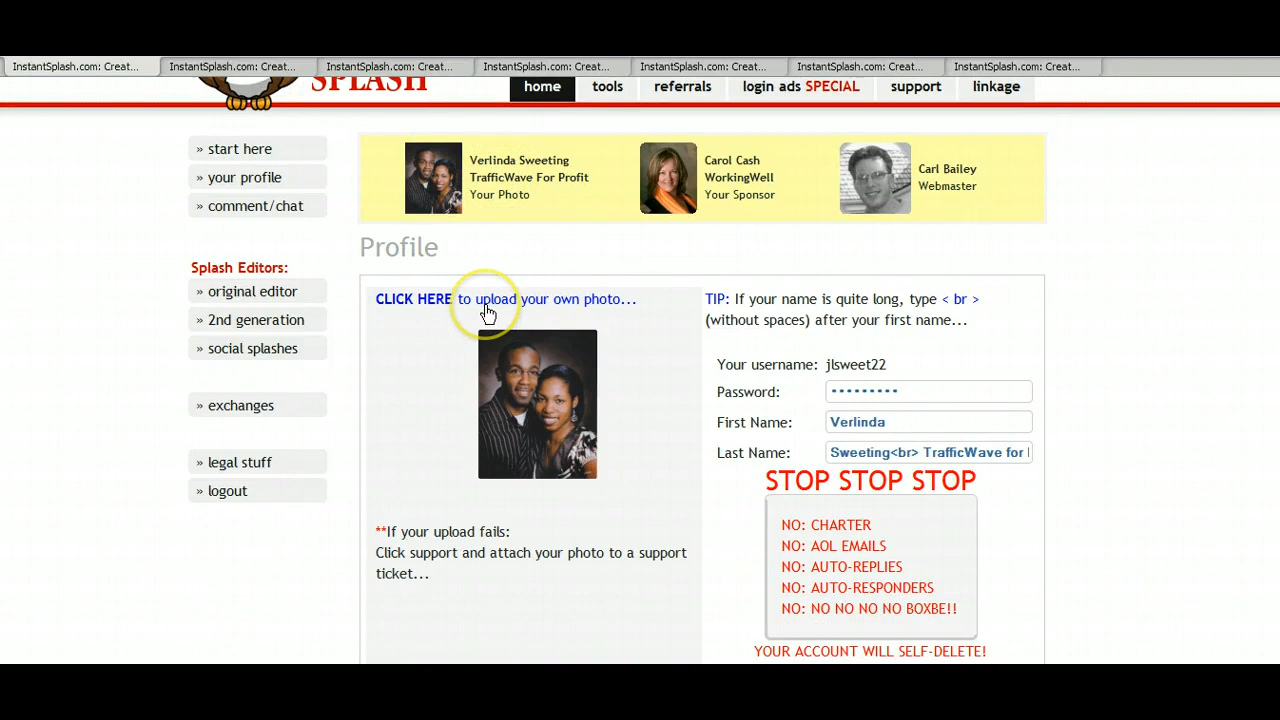 InstantSplash.com: Creat... InstantSplash.com: Creat... InstantSplash.com: Creat... InstantSplash.com: Creat... InstantSplash.com: Creat... InstantSplash.com: Creat... InstantSplash.com: Creat...
SPLASH
home tools referrals login ads SPECIAL support linkage
» start here
» your profile
» comment/chat
Splash Editors:
» original editor
» 2nd generation
» social splashes
» exchanges
» legal stuff
» logout
Verlinda Sweeting
TrafficWave For Profit
Your Photo
Carol Cash
WorkingWell
Your Sponsor
Carl Bailey
Webmaster
Profile
CLICK HERE to upload your own photo...
**If your upload fails:
Click support and attach your photo to a support
ticket...
TIP: If your name is quite long, type < br >
(without spaces) after your first name...
Your username: jlsweet22
Password: •••••••••
First Name: Verlinda
Last Name: Sweeting<br> TrafficWave for
STOP STOP STOP
NO: CHARTER
NO: AOL EMAILS
NO: AUTO-REPLIES
NO: AUTO-RESPONDERS
NO: NO NO NO NO BOXBE!!
YOUR ACCOUNT WILL SELF-DELETE!